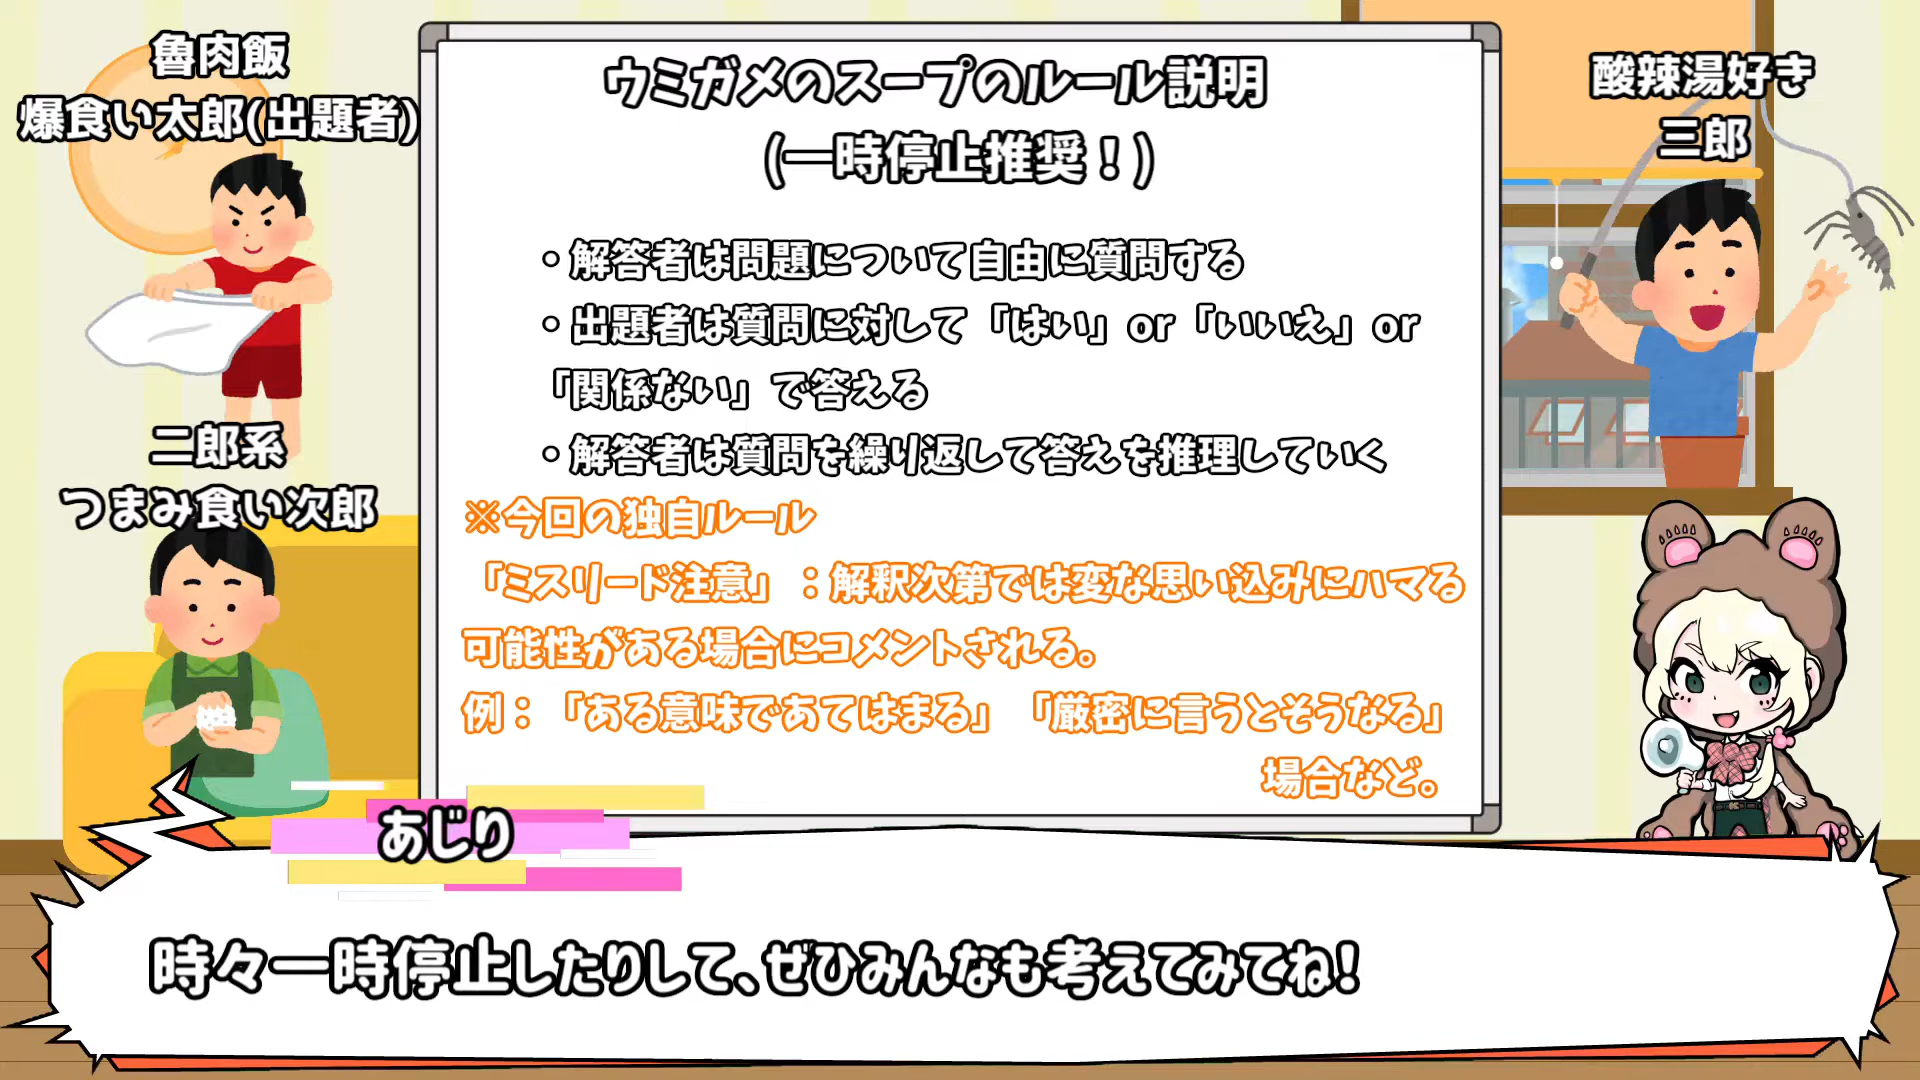 魯肉飯
爆食い太郎(出題者)
二郎系
つまみ食い次郎
ウミガメのスープのルール説明
(一時停止推奨！)
・解答者は問題について自由に質問する
・出題者は質問に対して「はい」or「いいえ」or
「関係ない」で答える
・解答者は質問を繰り返して答えを推理していく
※今回の独自ルール
「ミスリード注意」：解釈次第では変な思い込みにハマる
可能性がある場合にコメントされる。
例：「ある意味であてはまる」「厳密に言うとそうなる」
場合など。
酸辣湯好き
三郎
あじり
時々一時停止したりして、ぜひみんなも考えてみてね！